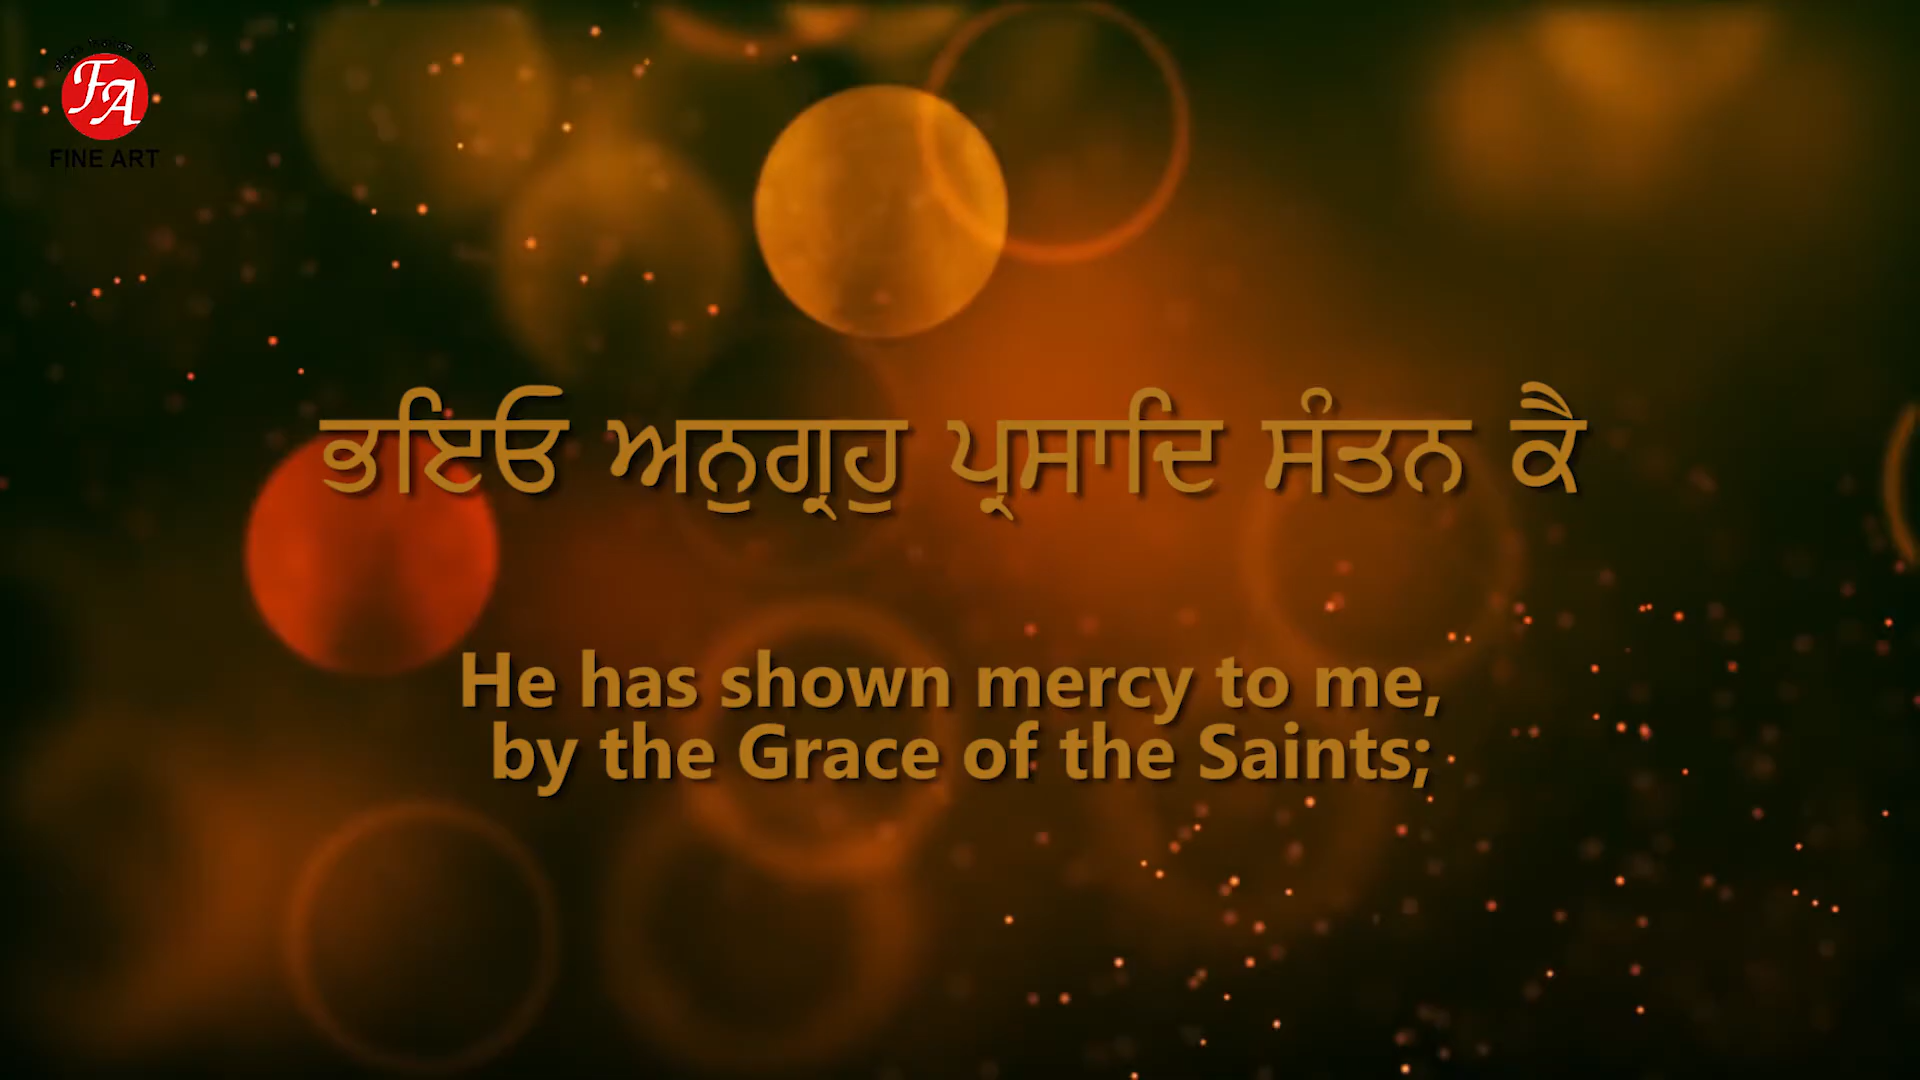 FA
FINE ART
ਭਇਓ ਅਨੁਗ੍ਰਹੁ ਪ੍ਰਸਾਦਿ ਸੰਤਨ ਕੈ
He has shown mercy to me,
by the Grace of the Saints;